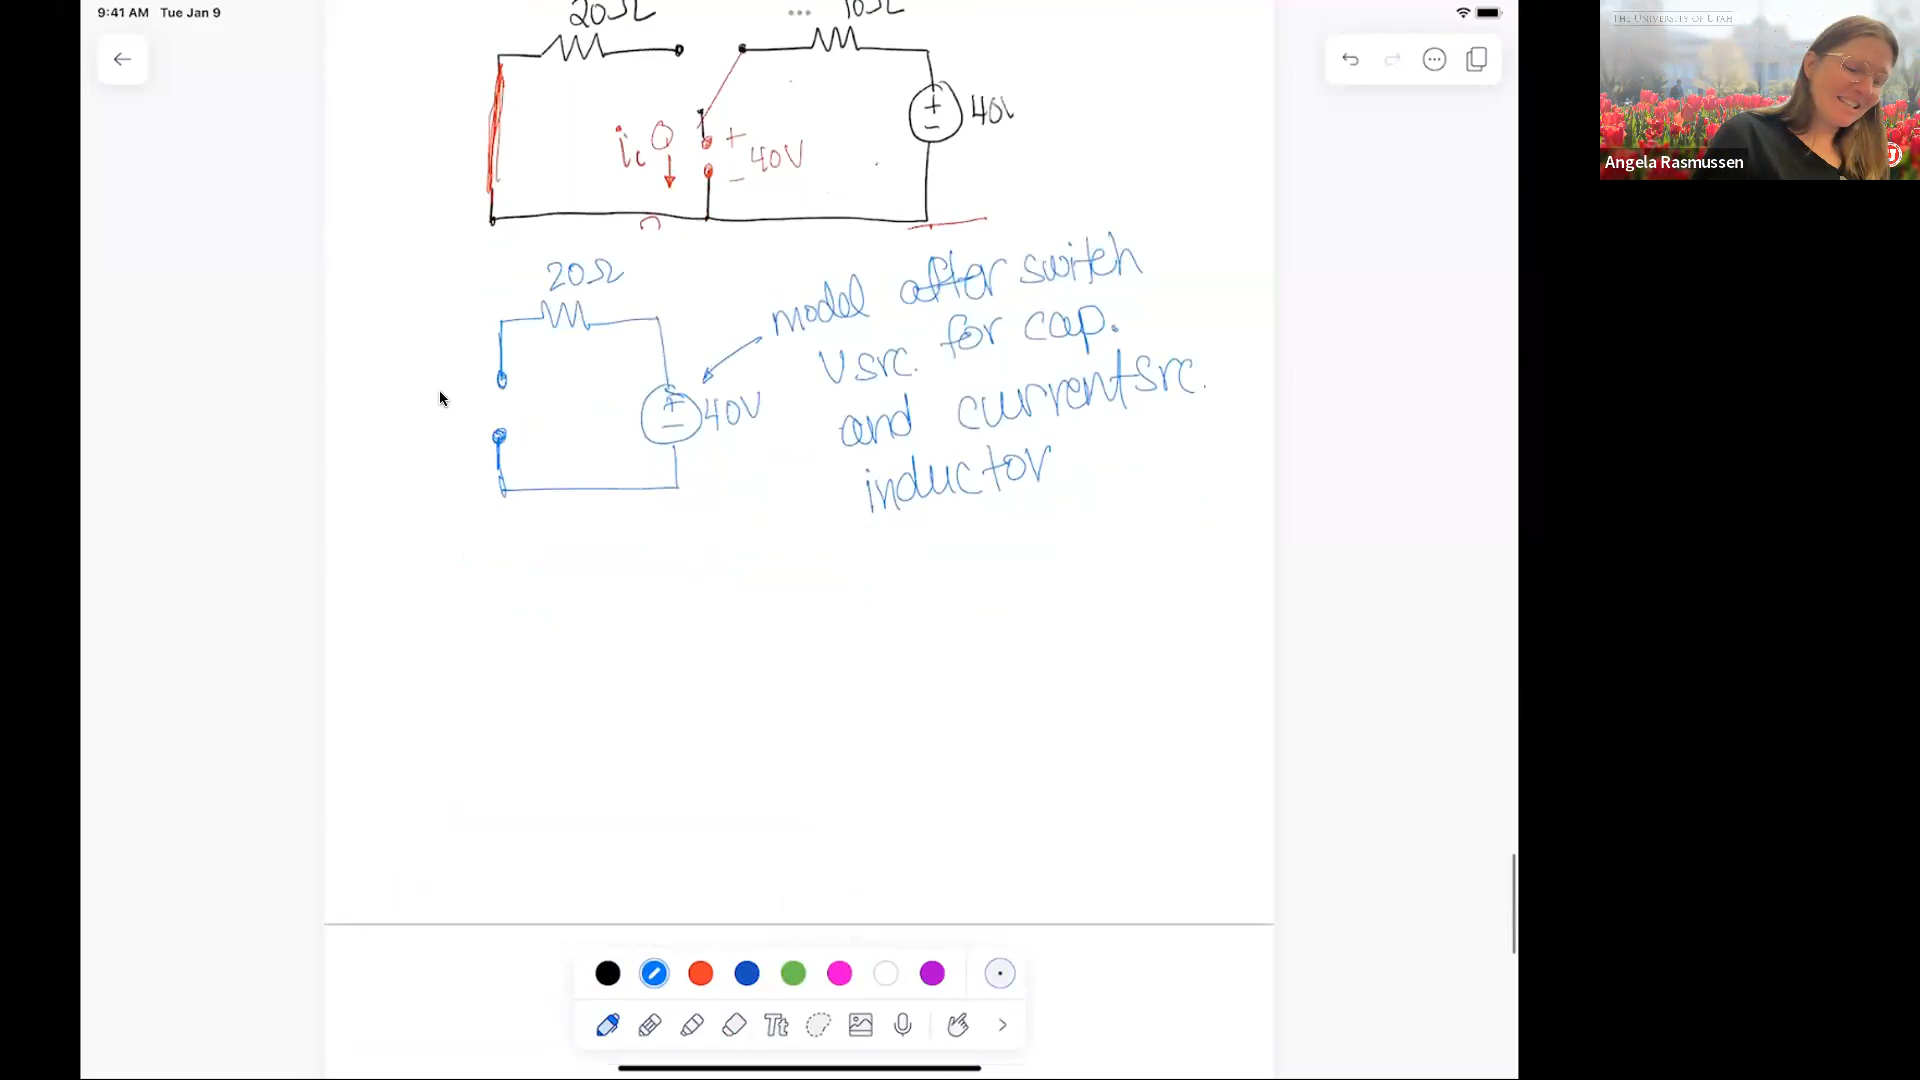 9:41 AM Tue Jan 9
THE UNIVERSITY OF UTAH
20Ω
10Ω
+
−
40V
i꜀
+
40V
−
Angela Rasmussen
20Ω
model after switch
V src. for cap.
and current src.
inductor
+
−
40V
Tt